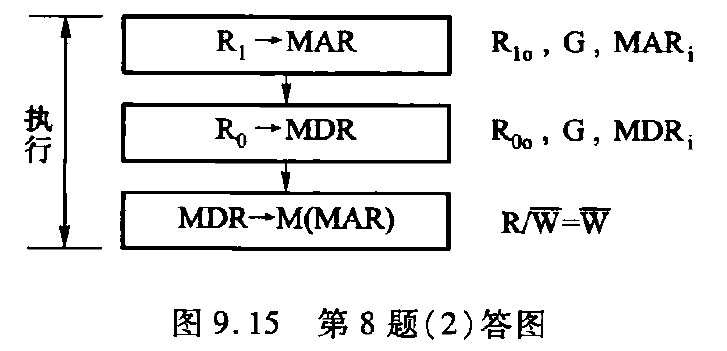 R₁→MAR R₁ₒ, G, MARᵢ
执行
R₀→MDR R₀ₒ, G, MDRᵢ
MDR→M(MAR) R/W̅=W̅
图 9.15 第 8 题(2)答图